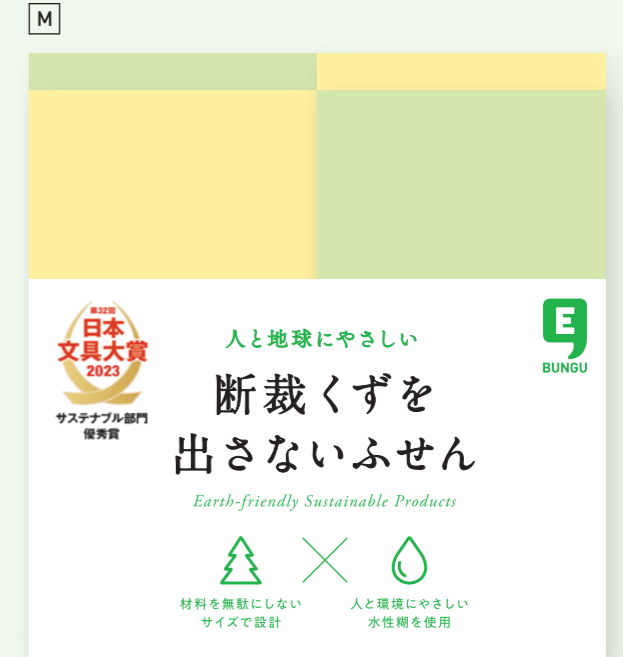 M
第32回
日本
文具大賞
2023
サステナブル部門
優秀賞
E
BUNGU
人と地球にやさしい
断裁くずを
出さないふせん
Earth-friendly Sustainable Products
材料を無駄にしない
サイズで設計
人と環境にやさしい
水性糊を使用